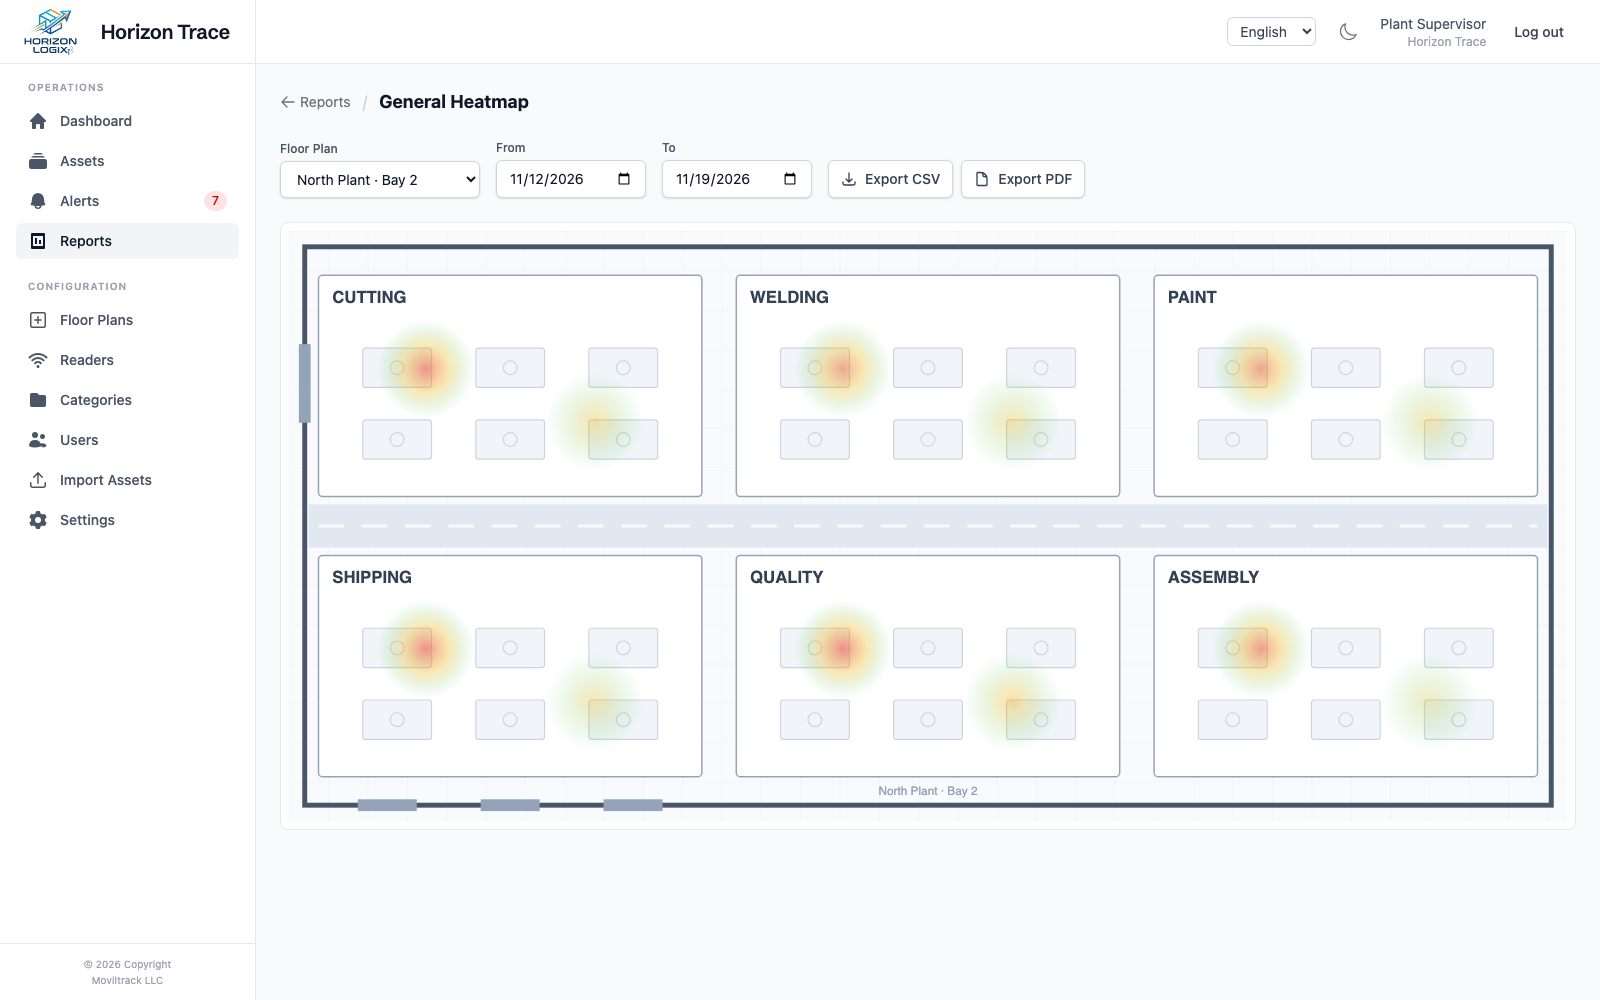 HORIZON
LOGIX
Horizon Trace
English
Plant Supervisor
Horizon Trace
Log out
OPERATIONS
Dashboard
Assets
Alerts 7
Reports
CONFIGURATION
Floor Plans
Readers
Categories
Users
Import Assets
Settings
© 2026 Copyright
Moviltrack LLC
Reports / General Heatmap
Floor Plan From To
North Plant · Bay 2 11/12/2026 11/19/2026 Export CSV Export PDF
CUTTING WELDING PAINT
SHIPPING QUALITY ASSEMBLY
North Plant · Bay 2